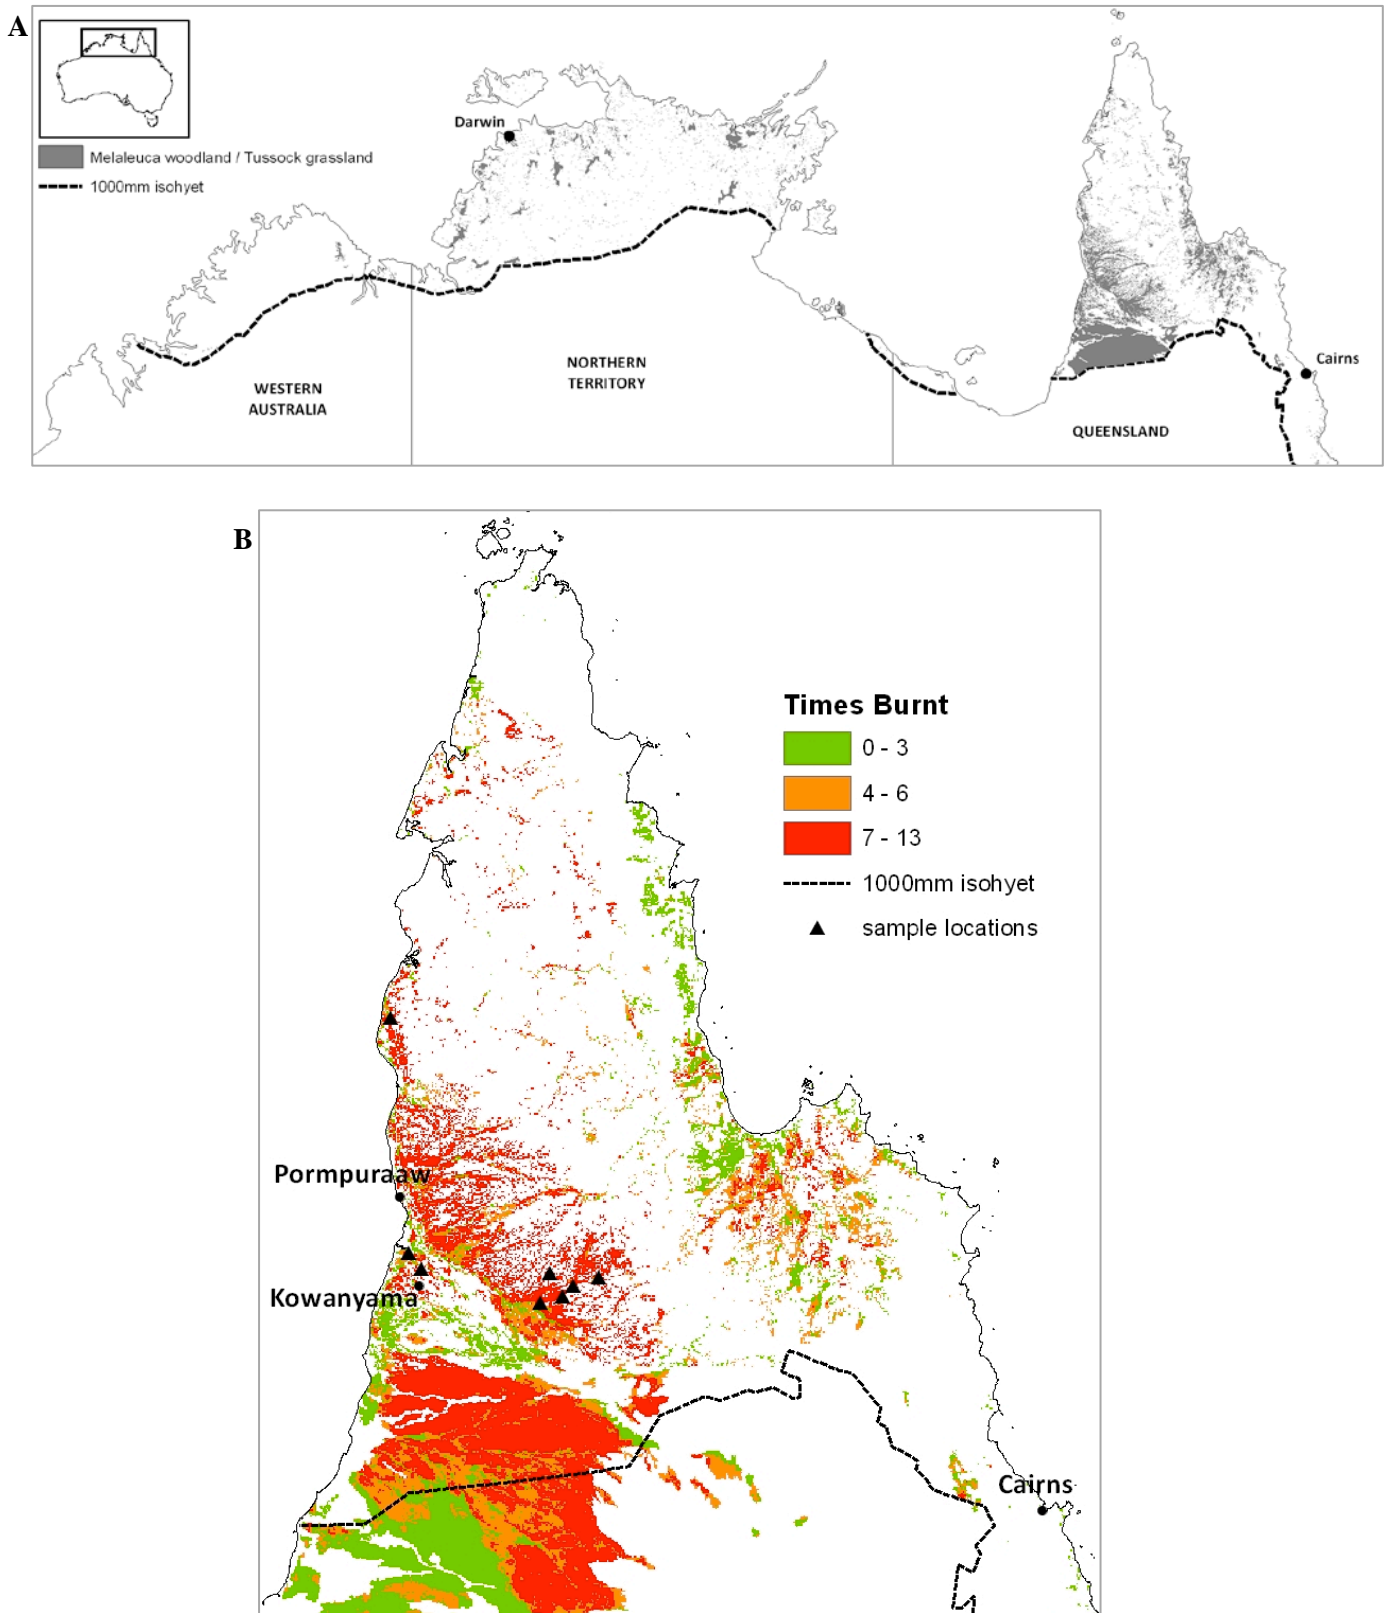 A
Darwin
Melaleuca woodland / Tussock grassland
1000mm isohyet
Cairns
WESTERN
AUSTRALIA
NORTHERN
TERRITORY
QUEENSLAND
B
Times Burnt
0 - 3
4 - 6
7 - 13
1000mm isohyet
sample locations
Pormpuraaw
Kowanyama
Cairns